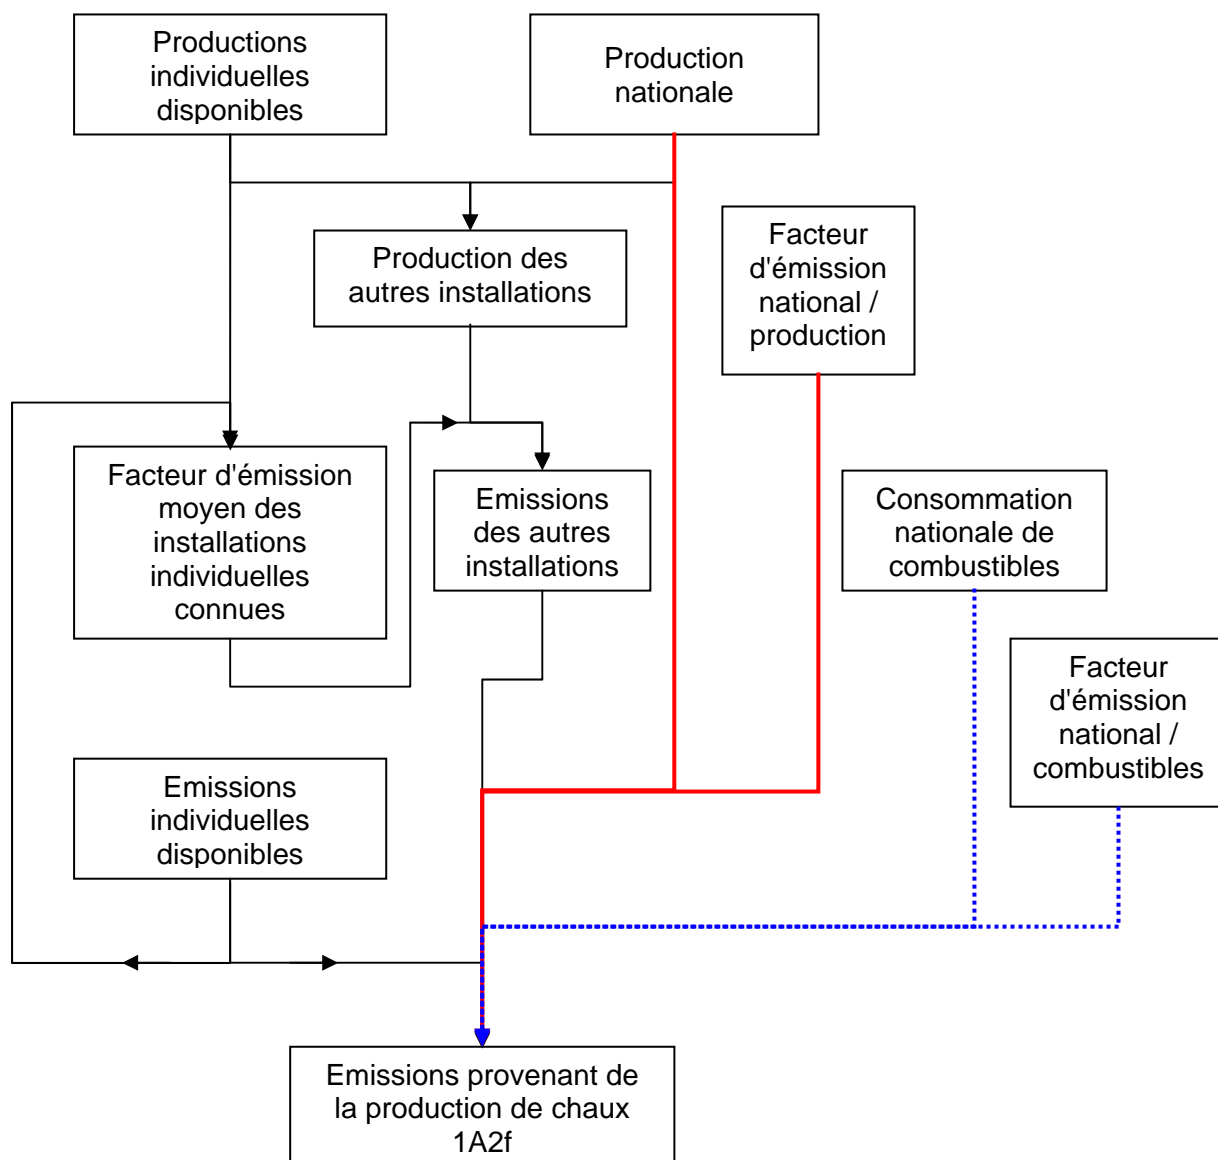 Productions
individuelles
disponibles
Production
nationale
Production des
autres installations
Facteur
d'émission
national /
production
Facteur d'émission
moyen des
installations
individuelles
connues
Emissions
des autres
installations
Consommation
nationale de
combustibles
Facteur
d'émission
national /
combustibles
Emissions
individuelles
disponibles
Emissions provenant de
la production de chaux
1A2f